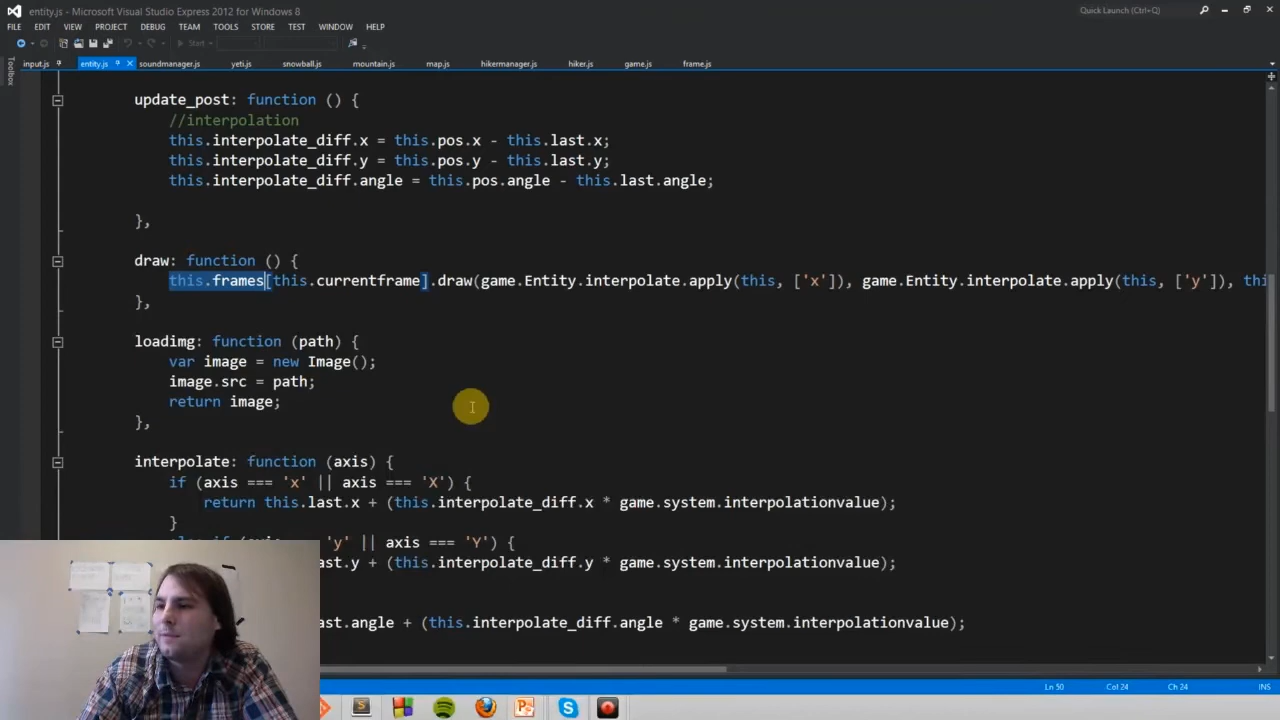 entity.js - Microsoft Visual Studio Express 2012 for Windows 8
Quick Launch (Ctrl+Q)
FILE EDIT VIEW PROJECT DEBUG TEAM TOOLS STORE TEST WINDOW HELP
Start
Toolbox
input.js entity.js soundmanager.js yeti.js snowball.js mountain.js map.js hikermanager.js hiker.js game.js frame.js
update_post: function () {
//interpolation
this.interpolate_diff.x = this.pos.x - this.last.x;
this.interpolate_diff.y = this.pos.y - this.last.y;
this.interpolate_diff.angle = this.pos.angle - this.last.angle;
},
draw: function () {
this.frames[this.currentframe].draw(game.Entity.interpolate.apply(this, ['x']), game.Entity.interpolate.apply(this, ['y']), thi
},
loadimg: function (path) {
var image = new Image();
image.src = path;
return image;
},
interpolate: function (axis) {
if (axis === 'x' || axis === 'X') {
return this.last.x + (this.interpolate_diff.x * game.system.interpolationvalue);
}
'y' || axis === 'Y') {
ast.y + (this.interpolate_diff.y * game.system.interpolationvalue);
ast.angle + (this.interpolate_diff.angle * game.system.interpolationvalue);
Ln 50 Col 24 Ch 24 INS